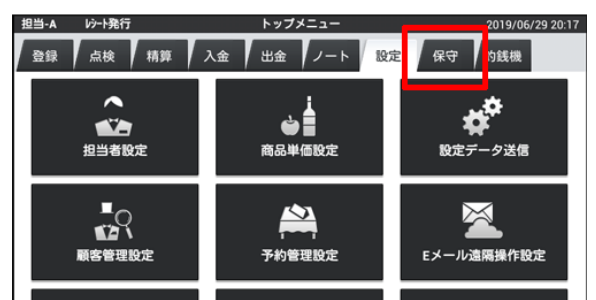 担当-A ﾚｼｰﾄ発行 トップメニュー 2019/06/29 20:17
登録 点検 精算 入金 出金 ノート 設定 保守 釣銭機
担当者設定 商品単価設定 設定データ送信
顧客管理設定 予約管理設定 Eメール遠隔操作設定